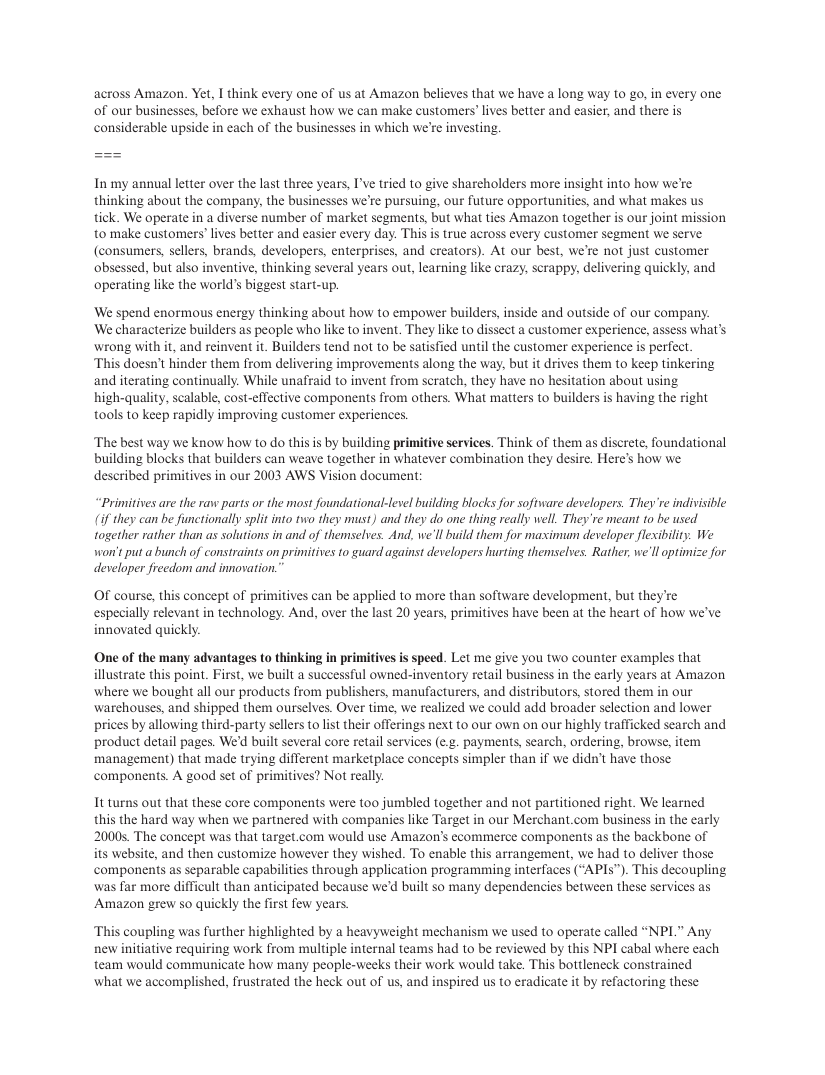 across Amazon. Yet, I think every one of us at Amazon believes that we have a long way to go, in every one
of our businesses, before we exhaust how we can make customers’ lives better and easier, and there is
considerable upside in each of the businesses in which we’re investing.
===
In my annual letter over the last three years, I’ve tried to give shareholders more insight into how we’re
thinking about the company, the businesses we’re pursuing, our future opportunities, and what makes us
tick. We operate in a diverse number of market segments, but what ties Amazon together is our joint mission
to make customers’ lives better and easier every day. This is true across every customer segment we serve
(consumers, sellers, brands, developers, enterprises, and creators). At our best, we’re not just customer
obsessed, but also inventive, thinking several years out, learning like crazy, scrappy, delivering quickly, and
operating like the world’s biggest start-up.
We spend enormous energy thinking about how to empower builders, inside and outside of our company.
We characterize builders as people who like to invent. They like to dissect a customer experience, assess what’s
wrong with it, and reinvent it. Builders tend not to be satisfied until the customer experience is perfect.
This doesn’t hinder them from delivering improvements along the way, but it drives them to keep tinkering
and iterating continually. While unafraid to invent from scratch, they have no hesitation about using
high-quality, scalable, cost-effective components from others. What matters to builders is having the right
tools to keep rapidly improving customer experiences.
The best way we know how to do this is by building primitive services. Think of them as discrete, foundational
building blocks that builders can weave together in whatever combination they desire. Here’s how we
described primitives in our 2003 AWS Vision document:
“Primitives are the raw parts or the most foundational-level building blocks for software developers. They’re indivisible
(if they can be functionally split into two they must) and they do one thing really well. They’re meant to be used
together rather than as solutions in and of themselves. And, we’ll build them for maximum developer flexibility. We
won’t put a bunch of constraints on primitives to guard against developers hurting themselves. Rather, we’ll optimize for
developer freedom and innovation.”
Of course, this concept of primitives can be applied to more than software development, but they’re
especially relevant in technology. And, over the last 20 years, primitives have been at the heart of how we’ve
innovated quickly.
One of the many advantages to thinking in primitives is speed. Let me give you two counter examples that
illustrate this point. First, we built a successful owned-inventory retail business in the early years at Amazon
where we bought all our products from publishers, manufacturers, and distributors, stored them in our
warehouses, and shipped them ourselves. Over time, we realized we could add broader selection and lower
prices by allowing third-party sellers to list their offerings next to our own on our highly trafficked search and
product detail pages. We’d built several core retail services (e.g. payments, search, ordering, browse, item
management) that made trying different marketplace concepts simpler than if we didn’t have those
components. A good set of primitives? Not really.
It turns out that these core components were too jumbled together and not partitioned right. We learned
this the hard way when we partnered with companies like Target in our Merchant.com business in the early
2000s. The concept was that target.com would use Amazon’s ecommerce components as the backbone of
its website, and then customize however they wished. To enable this arrangement, we had to deliver those
components as separable capabilities through application programming interfaces (“APIs”). This decoupling
was far more difficult than anticipated because we’d built so many dependencies between these services as
Amazon grew so quickly the first few years.
This coupling was further highlighted by a heavyweight mechanism we used to operate called “NPI.” Any
new initiative requiring work from multiple internal teams had to be reviewed by this NPI cabal where each
team would communicate how many people-weeks their work would take. This bottleneck constrained
what we accomplished, frustrated the heck out of us, and inspired us to eradicate it by refactoring these